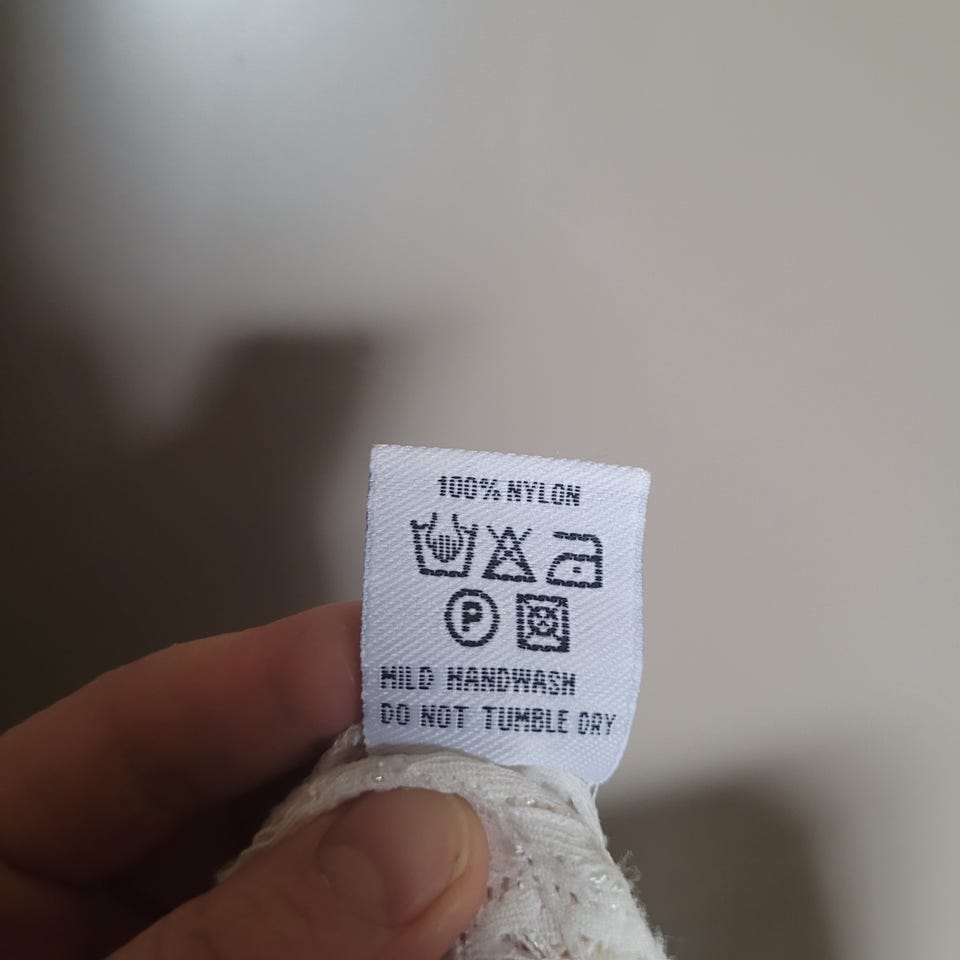 100% NYLON
P
MILD HANDWASH
DO NOT TUMBLE DRY